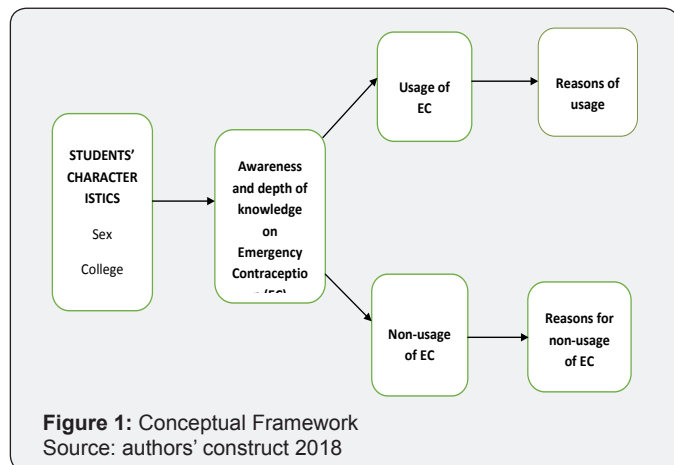 STUDENTS'
CHARACTER
ISTICS
Sex
College
Awareness
and depth of
knowledge
on
Emergency
Contraceptio
n (EC)
Usage of
EC
Reasons of
usage
Non-usage
of EC
Reasons for
non-usage
of EC
Figure 1: Conceptual Framework
Source: authors' construct 2018